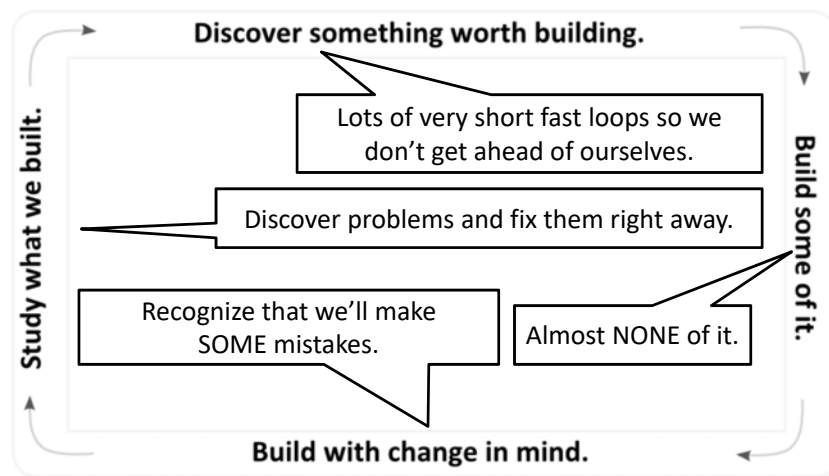 Discover something worth building.
Lots of very short fast loops so we
don’t get ahead of ourselves.
Build some of it.
Study what we built.
Discover problems and fix them right away.
Recognize that we’ll make
SOME mistakes.
Almost NONE of it.
Build with change in mind.